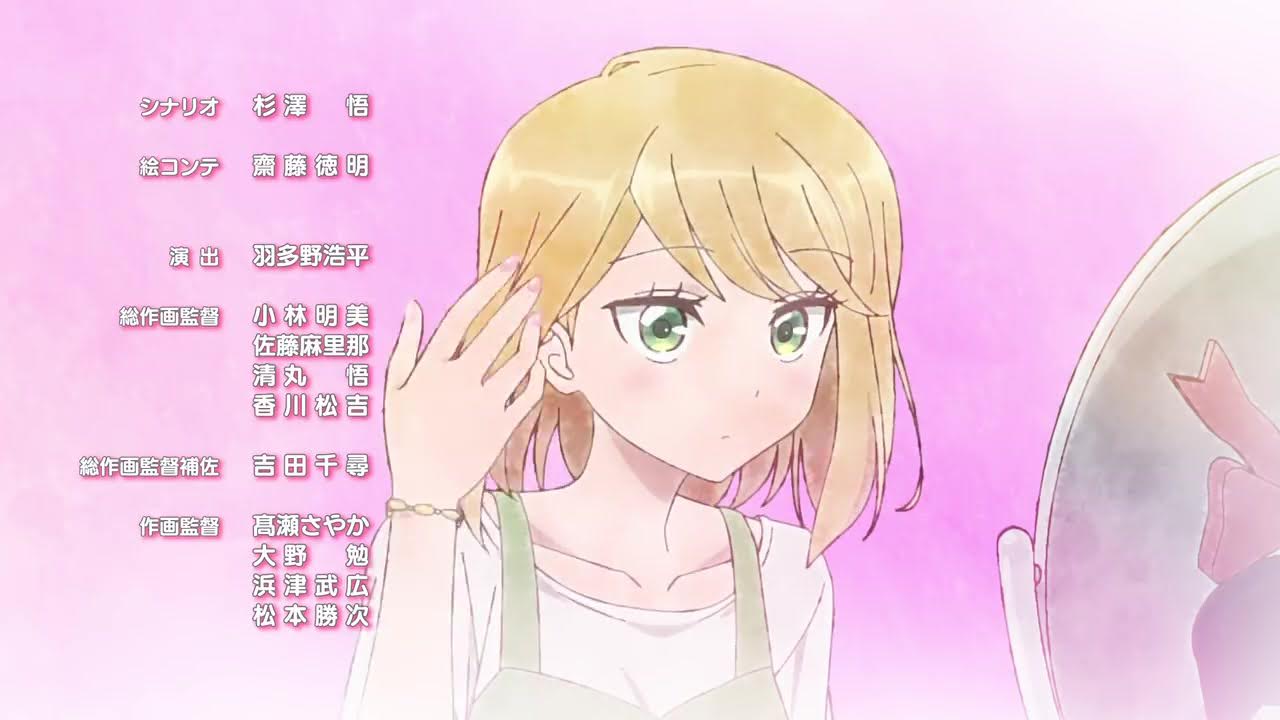 シナリオ 杉澤 悟
絵コンテ 齋藤徳明
演出 羽多野浩平
総作画監督 小林明美
佐藤麻里那
清丸 悟
香川松吉
総作画監督補佐 吉田千尋
作画監督 髙瀬さやか
大野 勉
浜津武広
松本勝次